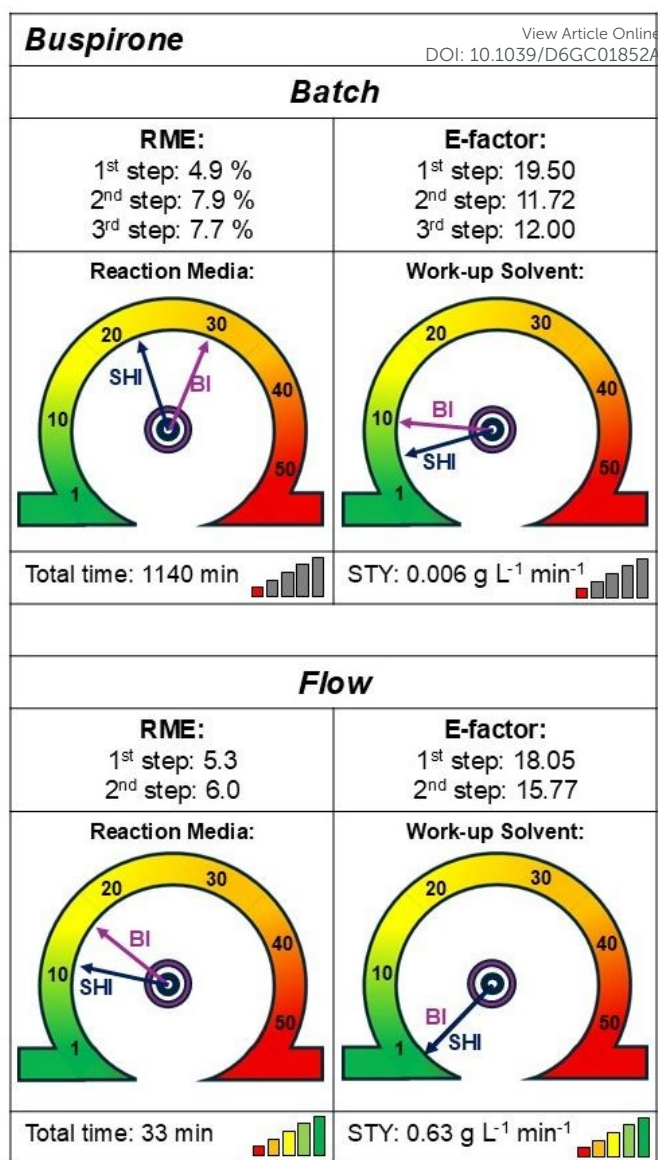 Buspirone
View Article Online
DOI: 10.1039/D6GC01852A
Batch
RME:
1st step: 4.9 %
2nd step: 7.9 %
3rd step: 7.7 %
E-factor:
1st step: 19.50
2nd step: 11.72
3rd step: 12.00
Reaction Media:
1
10
20
30
40
50
SHI
BI
Work-up Solvent:
1
10
20
30
40
50
BI
SHI
Total time: 1140 min
STY: 0.006 g L-1 min-1
Flow
RME:
1st step: 5.3
2nd step: 6.0
E-factor:
1st step: 18.05
2nd step: 15.77
Reaction Media:
1
10
20
30
40
50
BI
SHI
Work-up Solvent:
1
10
20
30
40
50
BI
SHI
Total time: 33 min
STY: 0.63 g L-1 min-1